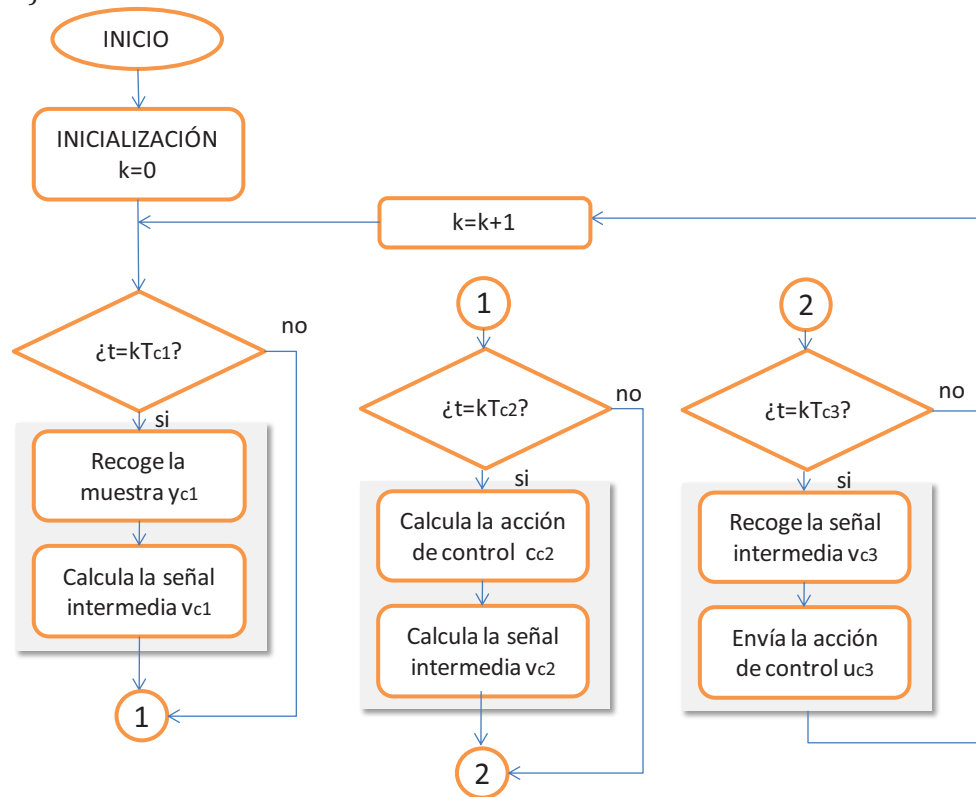 INICIO
INICIALIZACIÓN
k=0
k=k+1
¿t=kTc1?
no
si
Recoge la
muestra yc1
Calcula la señal
intermedia vc1
1
1
¿t=kTc2?
no
si
Calcula la acción
de control cc2
Calcula la señal
intermedia vc2
2
2
¿t=kTc3?
no
si
Recoge la señal
intermedia vc3
Envía la acción
de control uc3